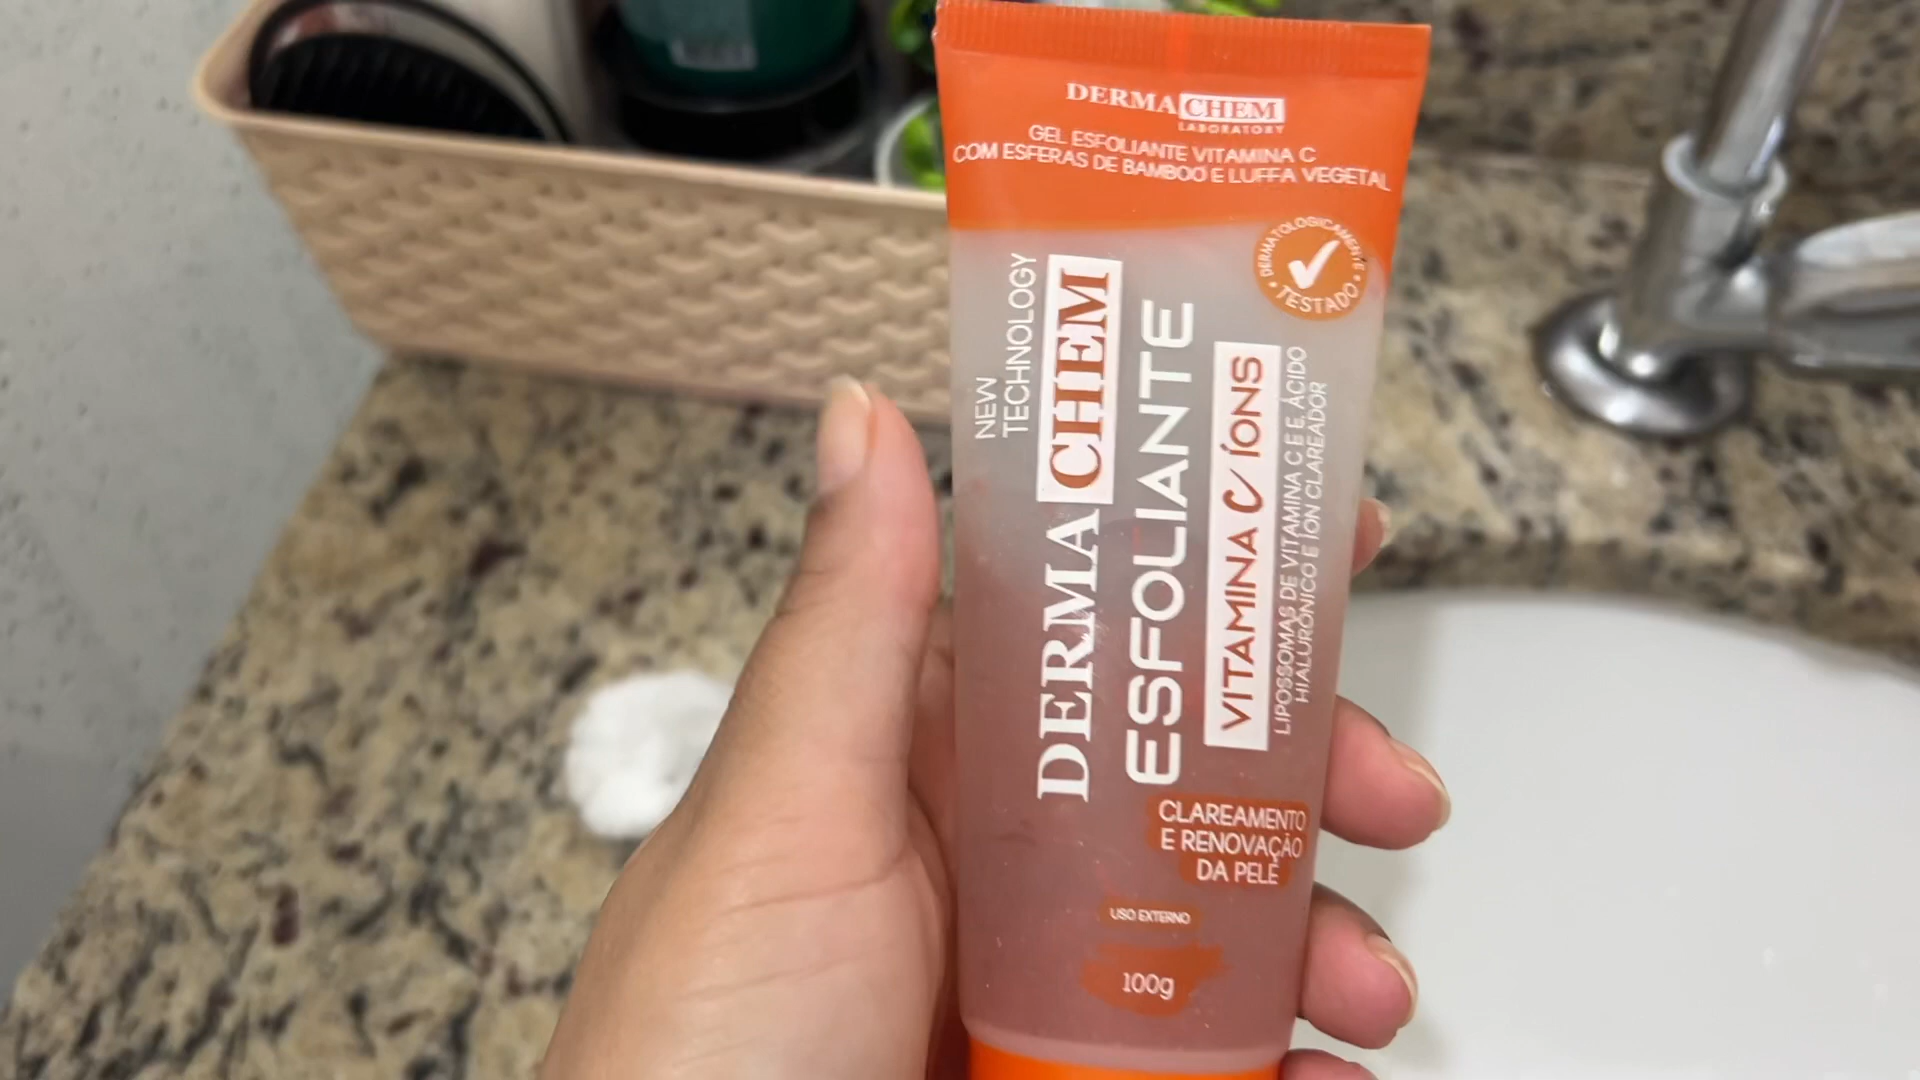 DERMA CHEM
LABORATORY
GEL ESFOLIANTE VITAMINA C
COM ESFERAS DE BAMBOO E LUFFA VEGETAL
DERMATOLOGICAMENTE
TESTADO
NEW
TECHNOLOGY
DERMA CHEM
ESFOLIANTE
VITAMINA C ÍONS
LIPOSSOMAS DE VITAMINA C E E, ÁCIDO
HIALURÔNICO E ÍON CLAREADOR
CLAREAMENTO
E RENOVAÇÃO
DA PELE
USO EXTERNO
100g